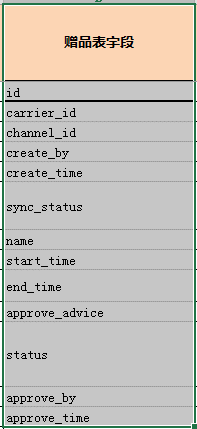 赠品表字段
id
carrier_id
channel_id
create_by
create_time
sync_status
name
start_time
end_time
approve_advice
status
approve_by
approve_time